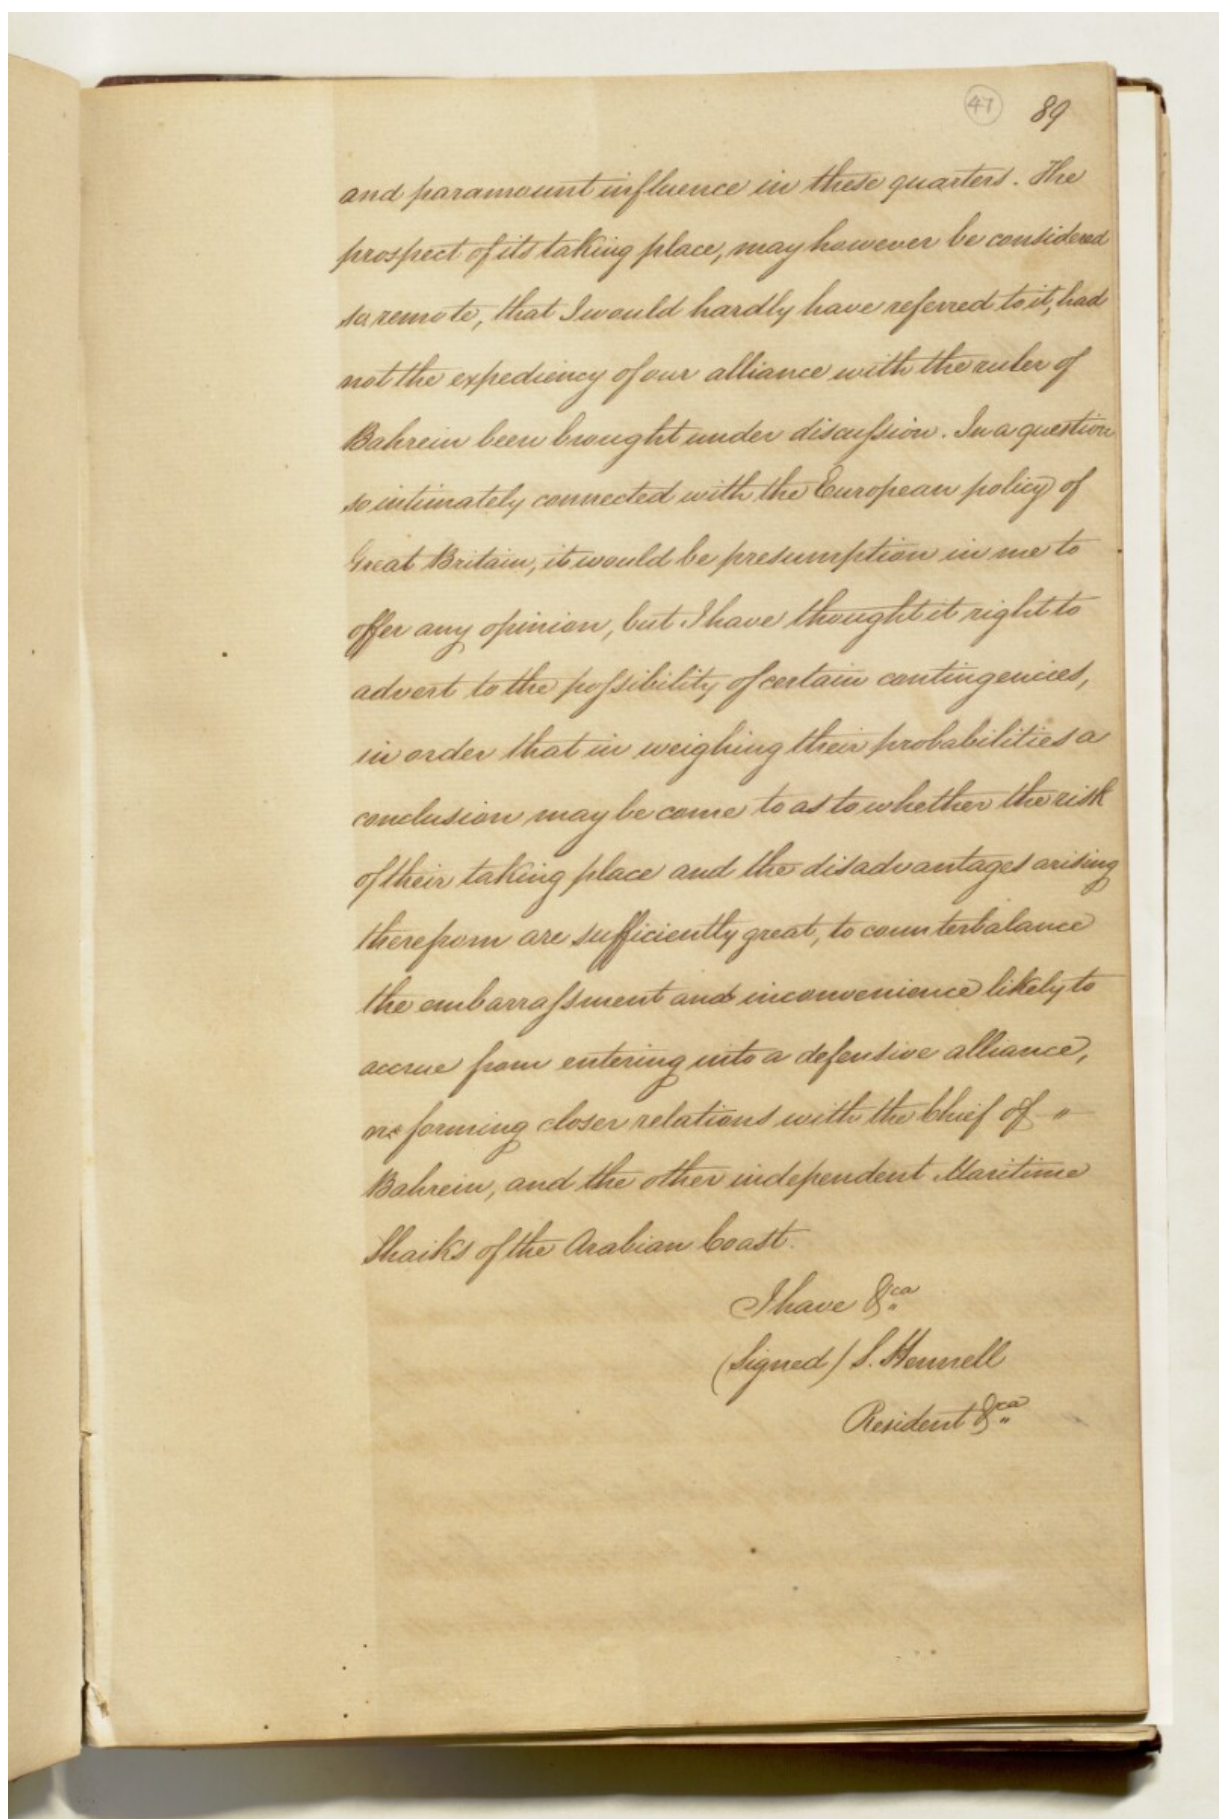 47 89
and paramount influence in these quarters. The
prospect of its taking place, may however be considered
so remote, that I would hardly have referred to it, had
not the expediency of our alliance with the ruler of
Bahrein been brought under discussion. In a question
so intimately connected with the European policy of
Great Britain, it would be presumption in me to
offer any opinion, but I have thought it right to
advert to the possibility of certain contingencies,
in order that in weighing their probabilities a
conclusion may be come to as to whether the risk
of their taking place and the disadvantages arising
therefrom are sufficiently great, to counterbalance
the embarrassment and inconvenience likely to
accrue from entering into a defensive alliance,
forming closer relations with the Chief of "
Bahrein, and the other independent Maritime
Shaiks of the Arabian Coast.
I have &ca
(Signed) S. Hennell
Resident &ca